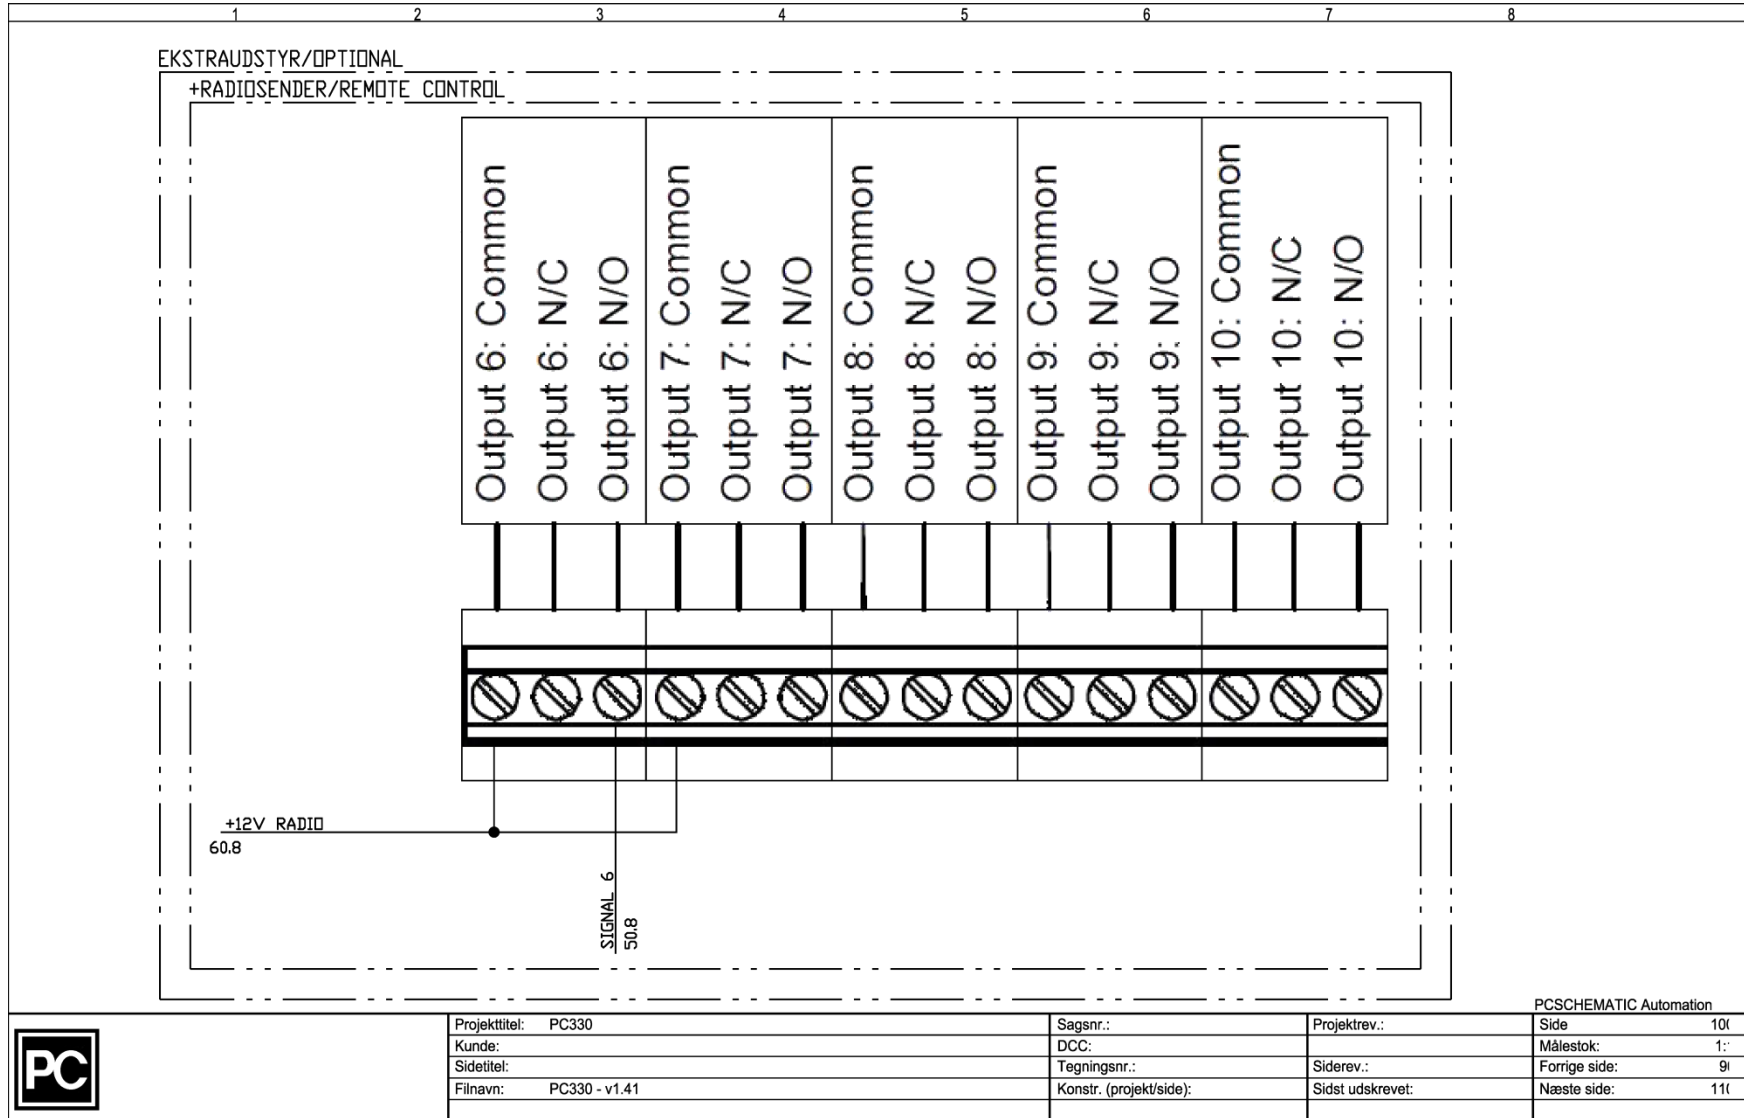 1 2 3 4 5 6 7 8
EKSTRAUDSTYR/OPTIONAL
+RADIOSENDER/REMOTE CONTROL
Output 6: Common
Output 6: N/C
Output 6: N/O
Output 7: Common
Output 7: N/C
Output 7: N/O
Output 8: Common
Output 8: N/C
Output 8: N/O
Output 9: Common
Output 9: N/C
Output 9: N/O
Output 10: Common
Output 10: N/C
Output 10: N/O
+12V RADIO
60.8
SIGNAL 6
50.8
PCSCHEMATIC Automation
PC
Projekttitel: PC330
Kunde:
Sidetitel:
Filnavn: PC330 - v1.41
Sagsnr.:
DCC:
Tegningsnr.:
Konstr. (projekt/side):
Projektrev.:
Siderev.:
Sidst udskrevet:
Side
Målestok:
Forrige side:
Næste side: